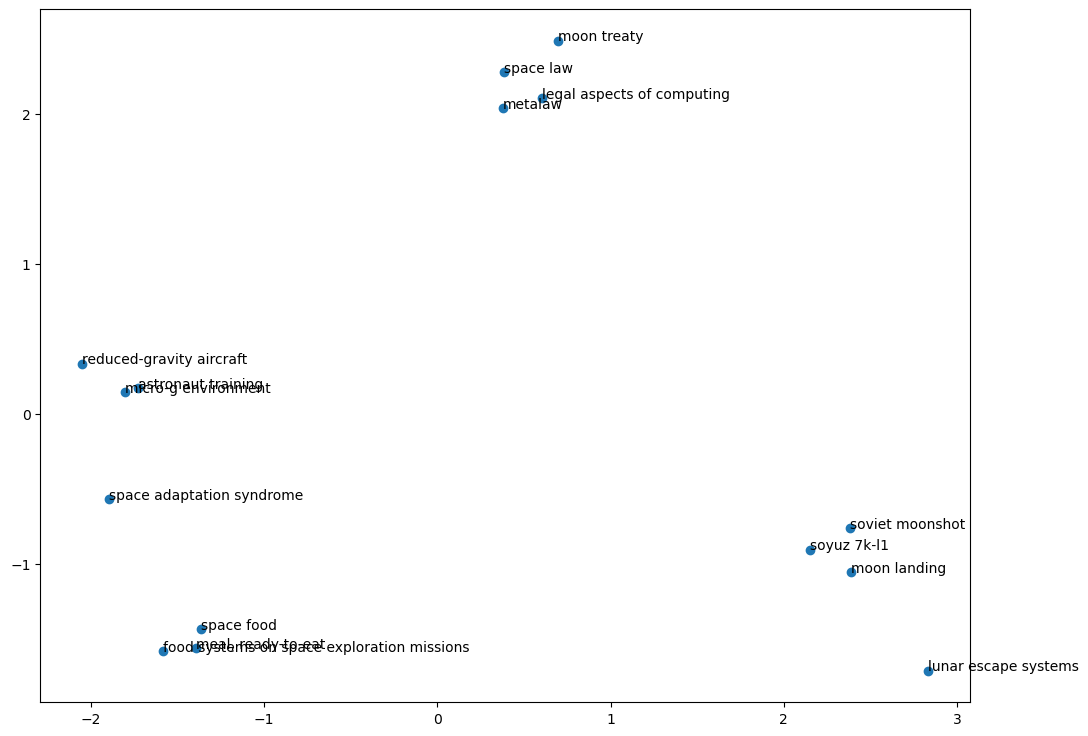 moon treaty
space law
legal aspects of computing
metalaw
2
1
reduced-gravity aircraft
astronaut training
micro-g environment
0
space adaptation syndrome
soviet moonshot
soyuz 7k-l1
moon landing
−1
space food
meal, ready-to-eat
food systems on space exploration missions
lunar escape systems
−2
−1
0
1
2
3